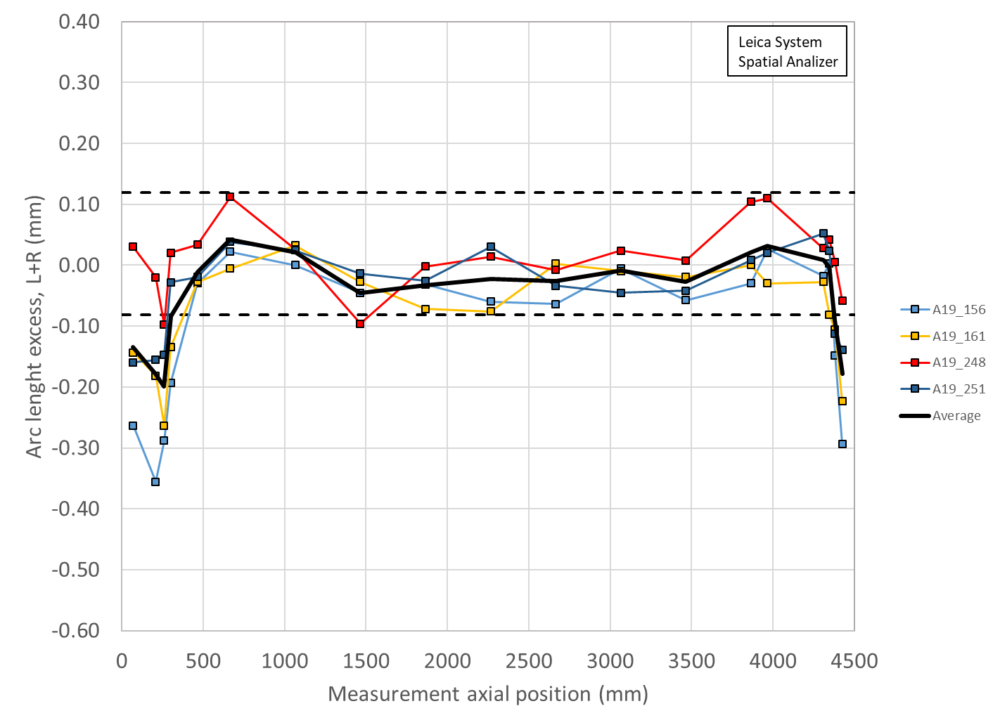 0.40
0.30
0.20
0.10
0.00
-0.10
-0.20
-0.30
-0.40
-0.50
-0.60
Arc lenght excess, L+R (mm)
Leica System
Spatial Analizer
A19_156
A19_161
A19_248
A19_251
Average
0 500 1000 1500 2000 2500 3000 3500 4000 4500
Measurement axial position (mm)